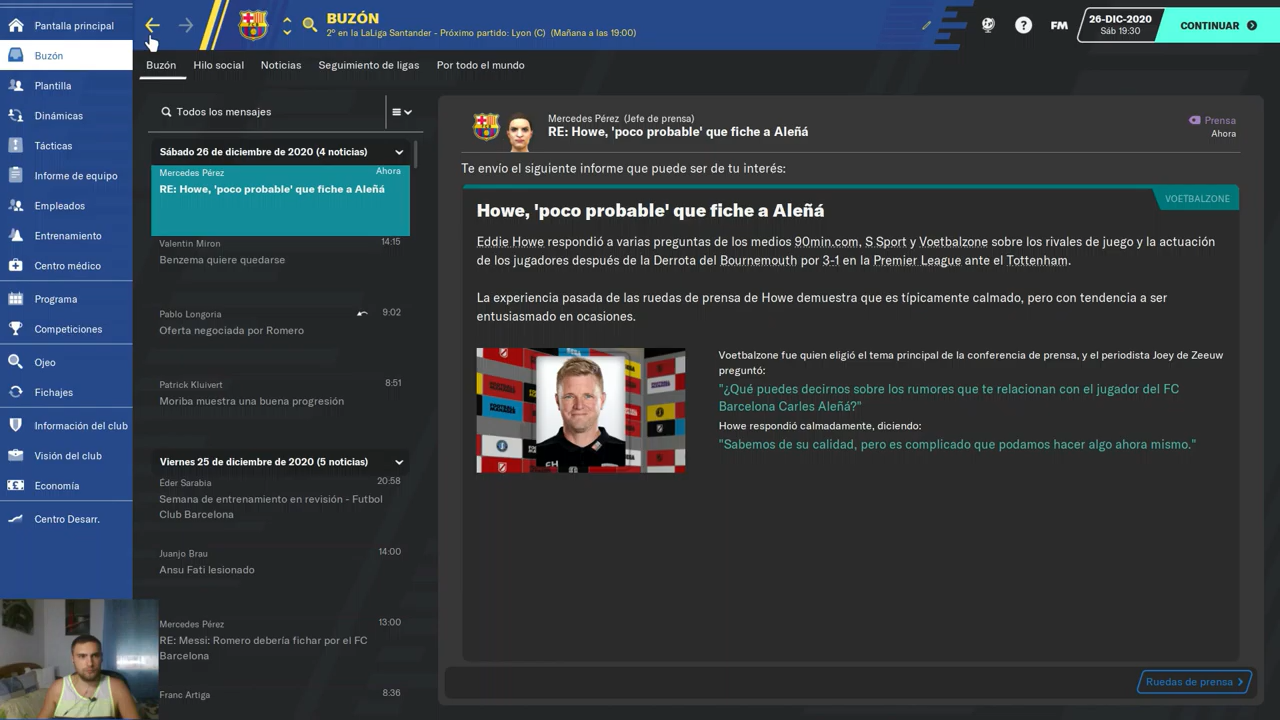 Pantalla principal
Buzón
Plantilla
Dinámicas
Tácticas
Informe de equipo
Empleados
Entrenamiento
Centro médico
Programa
Competiciones
Ojeo
Fichajes
Información del club
Visión del club
Economía
Centro Desarr.
BUZÓN
2º en la LaLiga Santander - Próximo partido: Lyon (C) (Mañana a las 19:00)
FM
26-DIC-2020
Sáb 19:30
CONTINUAR
Buzón
Hilo social
Noticias
Seguimiento de ligas
Por todo el mundo
Todos los mensajes
Sábado 26 de diciembre de 2020 (4 noticias)
Mercedes Pérez
Ahora
RE: Howe, 'poco probable' que fiche a Aleñá
Valentin Miron
14:15
Benzema quiere quedarse
Pablo Longoria
9:02
Oferta negociada por Romero
Patrick Kluivert
8:51
Moriba muestra una buena progresión
Viernes 25 de diciembre de 2020 (5 noticias)
Éder Sarabia
20:58
Semana de entrenamiento en revisión - Futbol
Club Barcelona
Juanjo Brau
14:00
Ansu Fati lesionado
Mercedes Pérez
13:00
RE: Messi: Romero debería fichar por el FC
Barcelona
Franc Artiga
8:36
Mercedes Pérez (Jefe de prensa)
RE: Howe, 'poco probable' que fiche a Aleñá
Prensa
Ahora
Te envío el siguiente informe que puede ser de tu interés:
VOETBALZONE
Howe, 'poco probable' que fiche a Aleñá
Eddie Howe respondió a varias preguntas de los medios 90min.com, S Sport y Voetbalzone sobre los rivales de juego y la actuación
de los jugadores después de la Derrota del Bournemouth por 3-1 en la Premier League ante el Tottenham.
La experiencia pasada de las ruedas de prensa de Howe demuestra que es típicamente calmado, pero con tendencia a ser
entusiasmado en ocasiones.
Voetbalzone fue quien eligió el tema principal de la conferencia de prensa, y el periodista Joey de Zeeuw
preguntó:
"¿Qué puedes decirnos sobre los rumores que te relacionan con el jugador del FC
Barcelona Carles Aleñá?"
Howe respondió calmadamente, diciendo:
"Sabemos de su calidad, pero es complicado que podamos hacer algo ahora mismo."
Ruedas de prensa